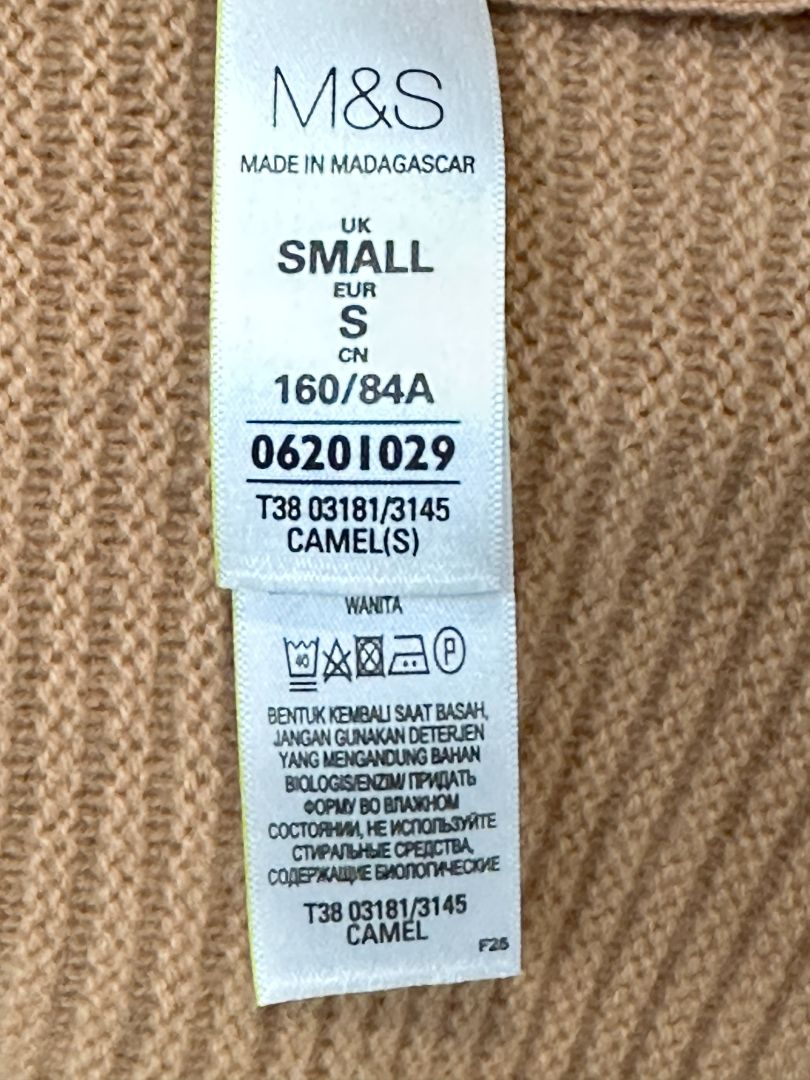 M&S
MADE IN MADAGASCAR
UK
SMALL
EUR
S
CN
160/84A
06201029
T38 03181/3145
CAMEL(S)
WANITA
40
P
BENTUK KEMBALI SAAT BASAH,
JANGAN GUNAKAN DETERJEN
YANG MENGANDUNG BAHAN
BIOLOGIS/ENZIM/ ПРИДАТЬ
ФОРМУ ВО ВЛАЖНОМ
СОСТОЯНИИ, НЕ ИСПОЛЬЗУЙТЕ
СТИРАЛЬНЫЕ СРЕДСТВА,
СОДЕРЖАЩИЕ БИОЛОГИЧЕСКИЕ
T38 03181/3145
CAMEL
F25